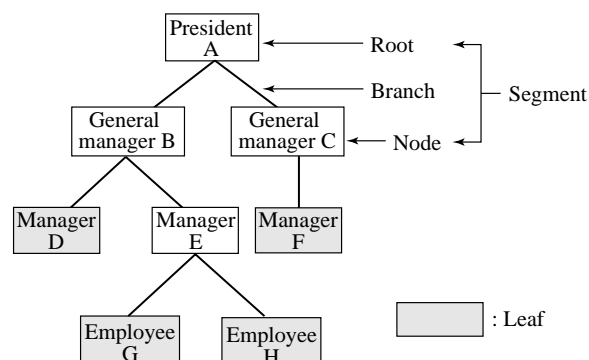 President
A
Root
Branch
Segment
General
manager B
General
manager C
Node
Manager
D
Manager
E
Manager
F
Employee
G
Employee
H
: Leaf